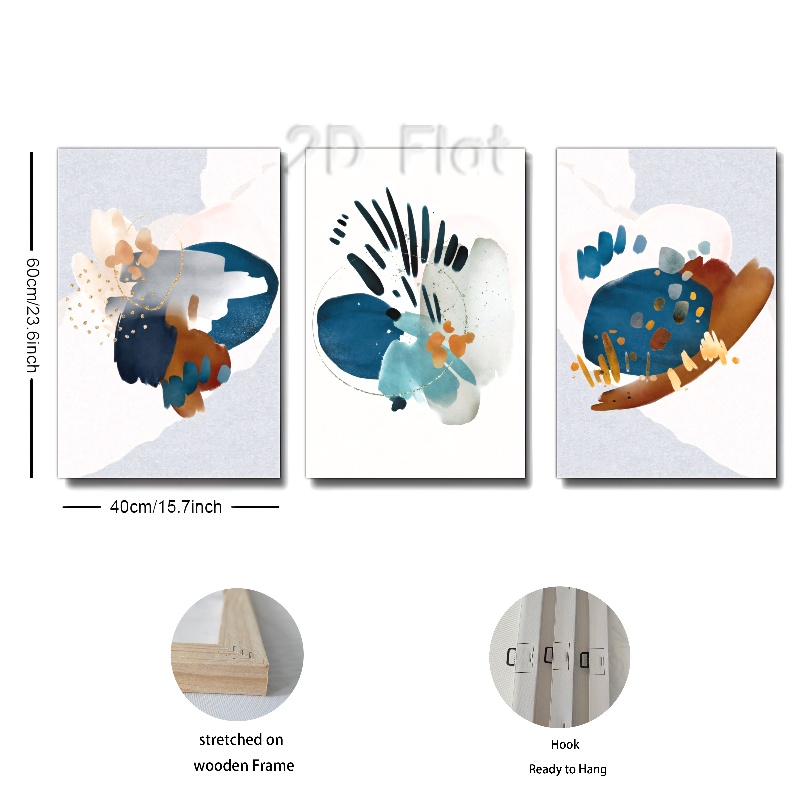 2D Flat
60cm/23.6inch
40cm/15.7inch
stretched on
wooden Frame
Hook
Ready to Hang